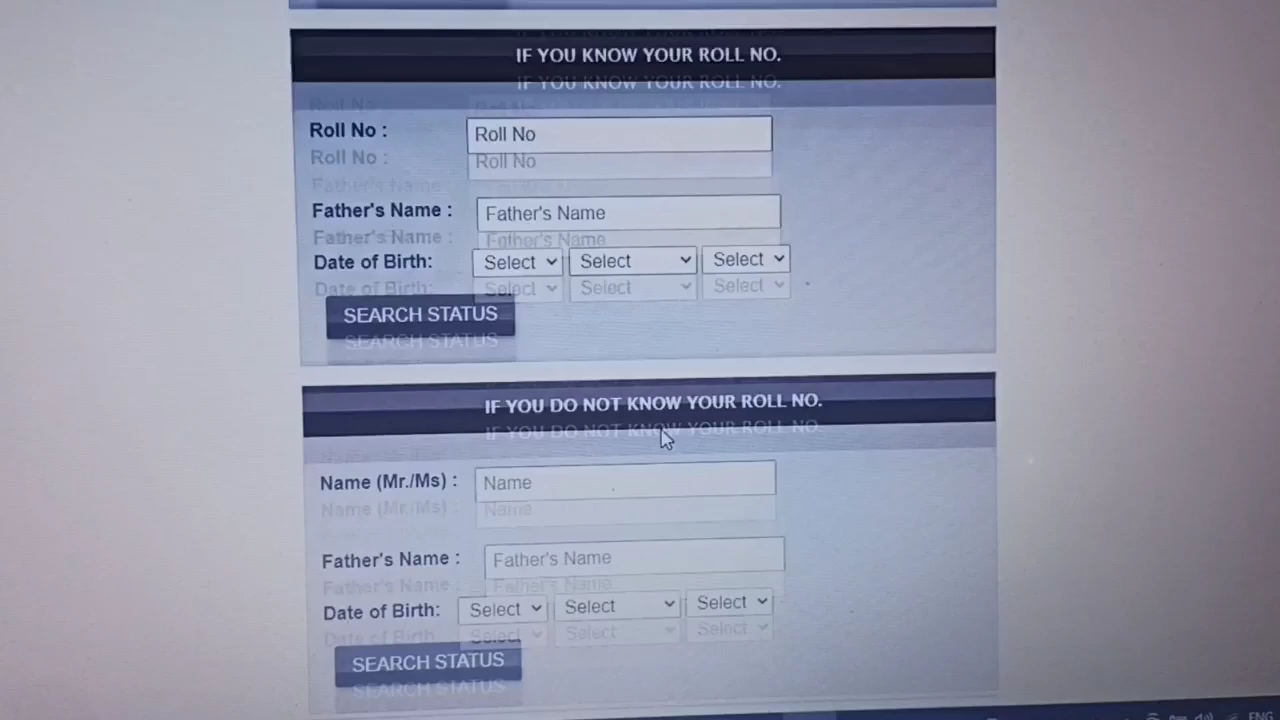 IF YOU KNOW YOUR ROLL NO.
Roll No : Roll No
Father's Name : Father's Name
Date of Birth: Select Select Select
SEARCH STATUS
IF YOU DO NOT KNOW YOUR ROLL NO.
Name (Mr./Ms) : Name
Father's Name : Father's Name
Date of Birth: Select Select Select
SEARCH STATUS
ENG